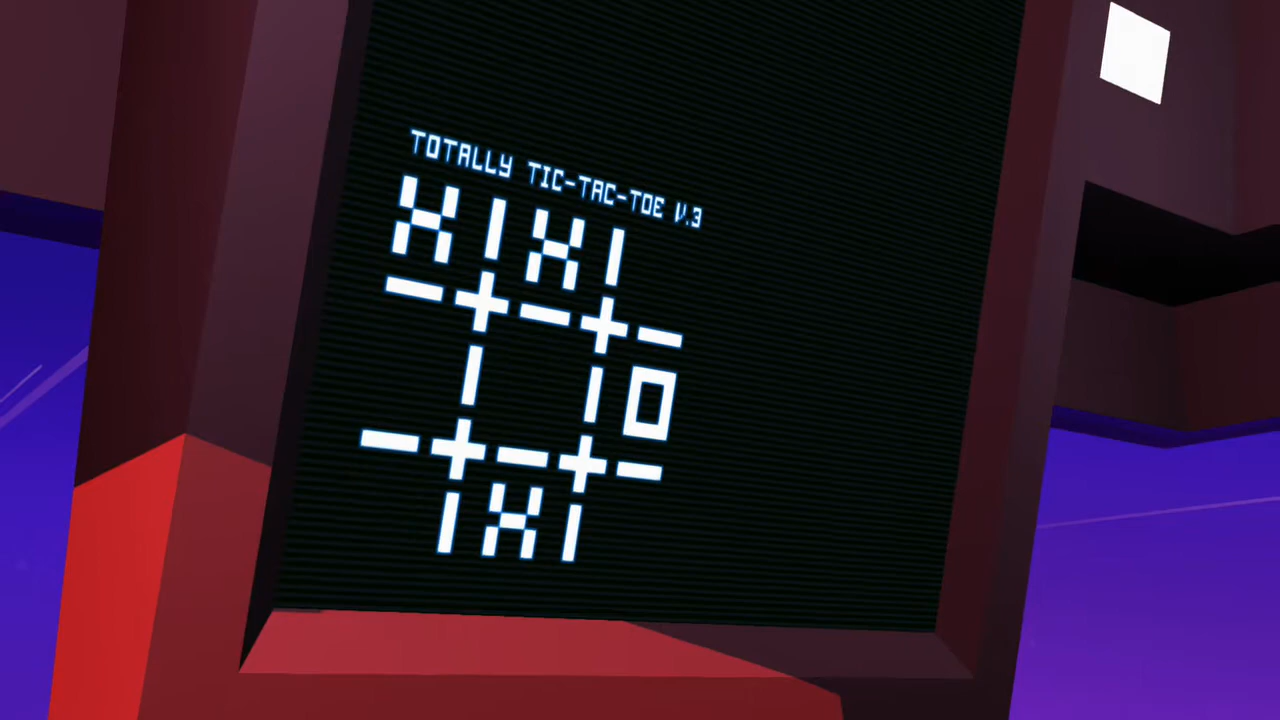 TOTALLY TIC-TAC-TOE V.3
X|X|
-+-+-
 | |O
-+-+-
 |X|